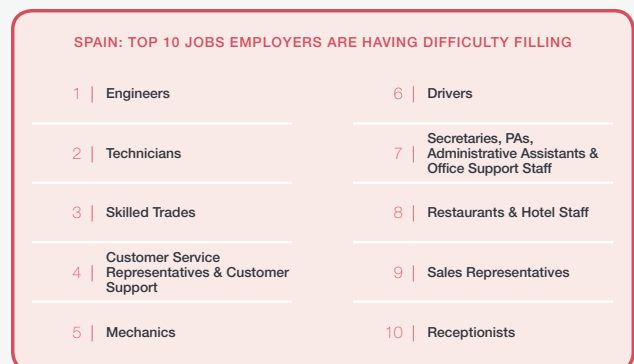 SPAIN: TOP 10 JOBS EMPLOYERS ARE HAVING DIFFICULTY FILLING
1 | Engineers
2 | Technicians
3 | Skilled Trades
4 | Customer Service
Representatives & Customer
Support
5 | Mechanics
6 | Drivers
7 | Secretaries, PAs,
Administrative Assistants &
Office Support Staff
8 | Restaurants & Hotel Staff
9 | Sales Representatives
10 | Receptionists